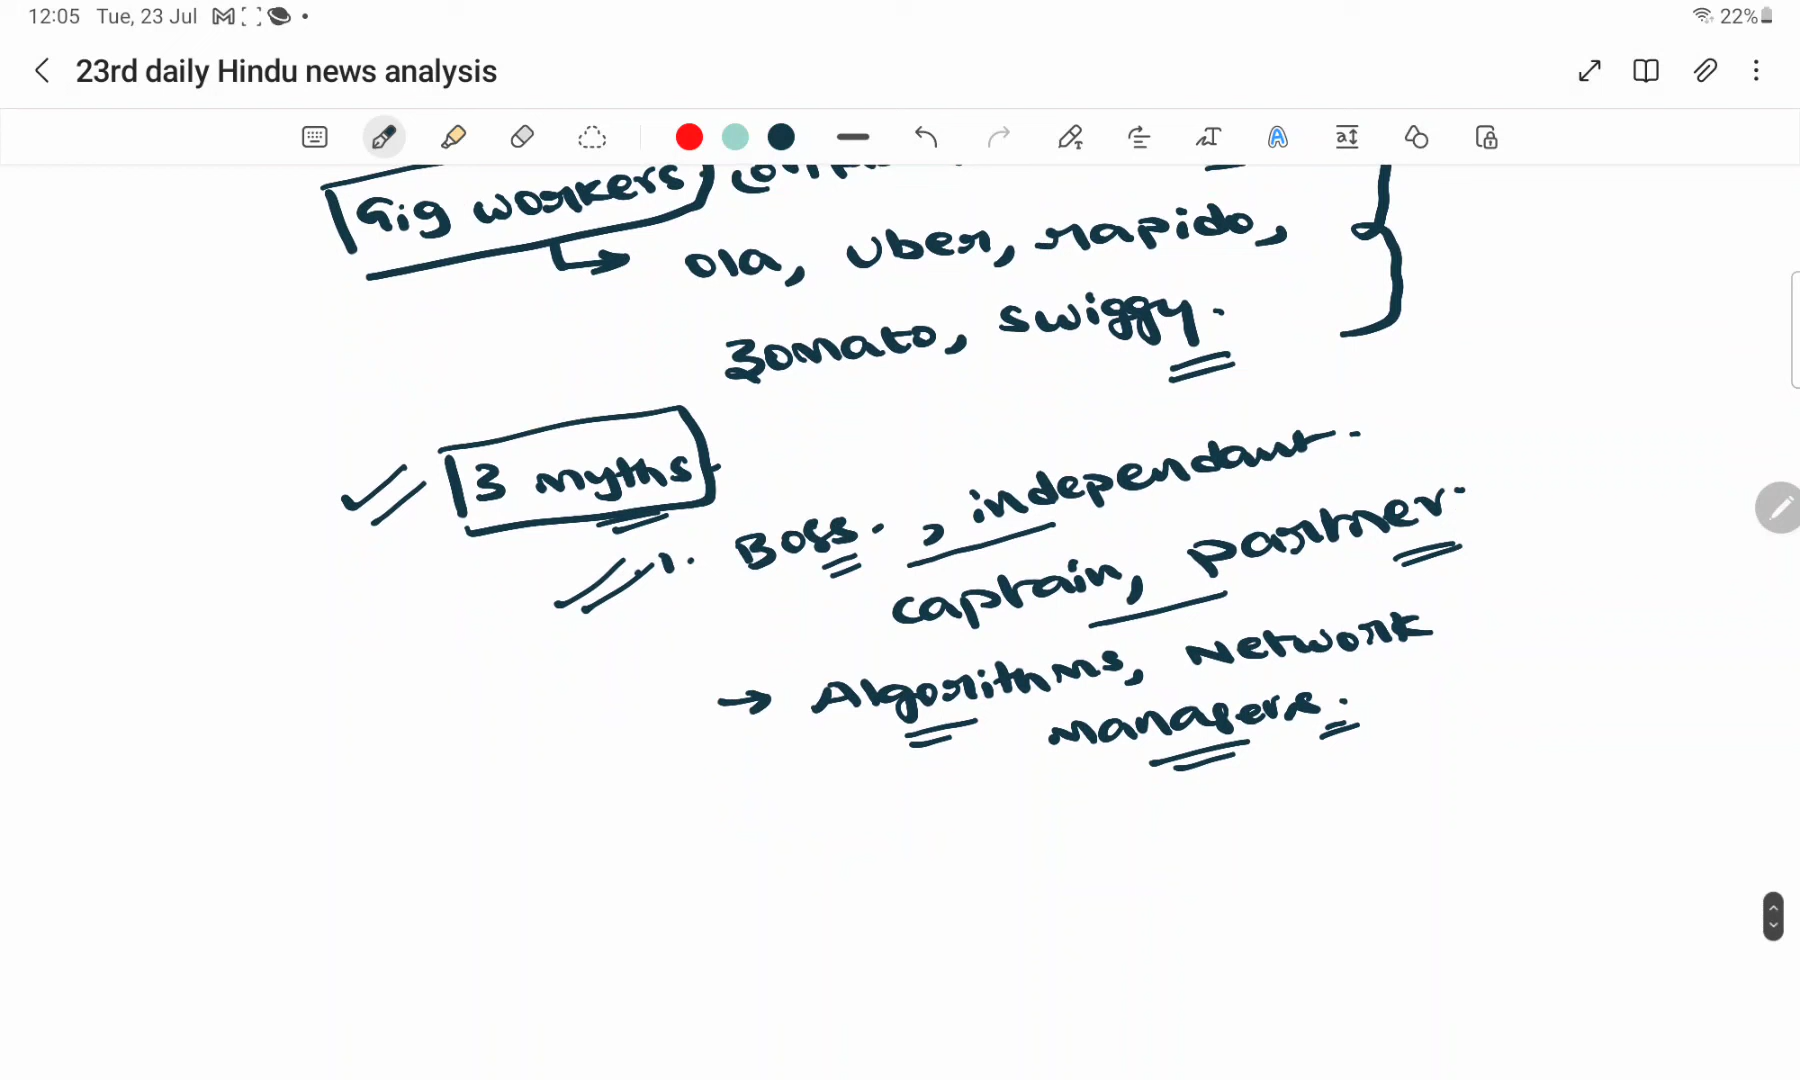 12:05 Tue, 23 Jul 22%
23rd daily Hindu news analysis
Gig workers
Ola, Uber, rapido,
Zomato, Swiggy.
3 myths
1. Boss. , independant.
captain, partner.
→ Algorithms, Network
managers.